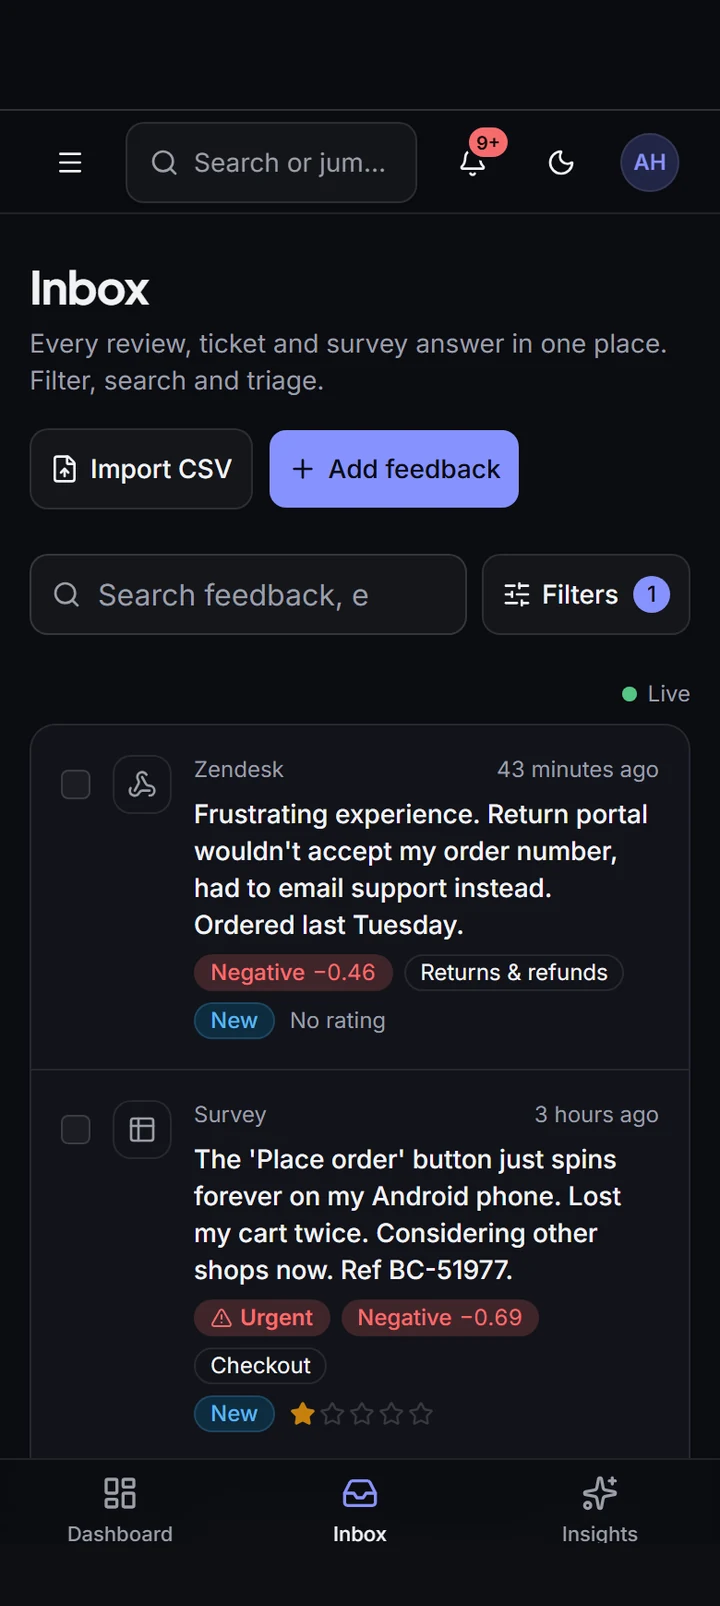 Search or jum...
9+
AH
Inbox
Every review, ticket and survey answer in one place.
Filter, search and triage.
Import CSV
Add feedback
Search feedback, e
Filters 1
Live
Zendesk
43 minutes ago
Frustrating experience. Return portal
wouldn't accept my order number,
had to email support instead.
Ordered last Tuesday.
Negative −0.46
Returns & refunds
New
No rating
Survey
3 hours ago
The 'Place order' button just spins
forever on my Android phone. Lost
my cart twice. Considering other
shops now. Ref BC-51977.
Urgent
Negative −0.69
Checkout
New
Dashboard
Inbox
Insights